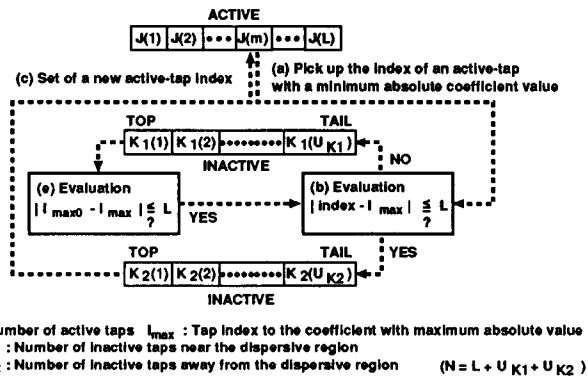 ACTIVE
J(1) J(2) ••• J(m) ••• J(L)
(c) Set of a new active-tap index
(a) Pick up the index of an active-tap
with a minimum absolute coefficient value
TOP TAIL
K1(1) K1(2) ••••••••• K1(UK1)
INACTIVE
NO
(e) Evaluation
| Imax0 - Imax | ≦ L
?
YES
(b) Evaluation
| index - Imax | ≦ L
?
YES
TOP TAIL
K2(1) K2(2) ••••••••• K2(UK2)
INACTIVE
umber of active taps Imax : Tap index to the coefficient with maximum absolute value
: Number of inactive taps near the dispersive region
: Number of inactive taps away from the dispersive region (N = L + UK1 + UK2)